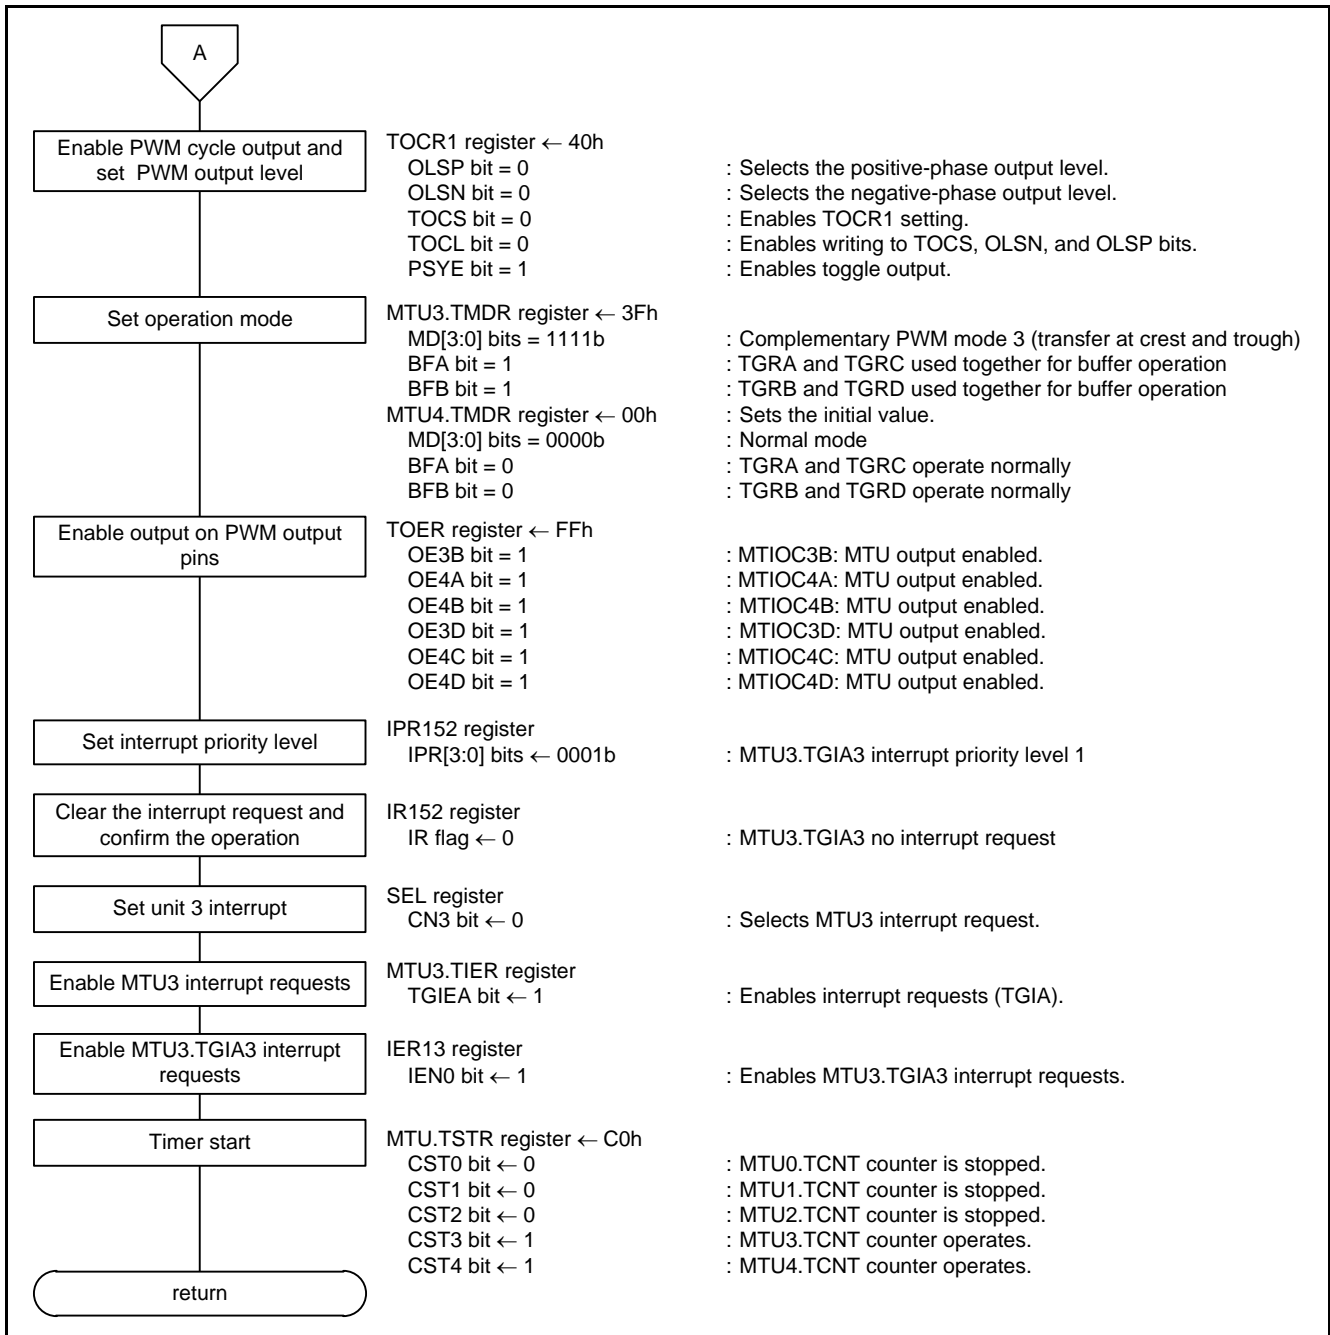 A
Enable PWM cycle output and
set PWM output level
TOCR1 register ← 40h
OLSP bit = 0 : Selects the positive-phase output level.
OLSN bit = 0 : Selects the negative-phase output level.
TOCS bit = 0 : Enables TOCR1 setting.
TOCL bit = 0 : Enables writing to TOCS, OLSN, and OLSP bits.
PSYE bit = 1 : Enables toggle output.
Set operation mode
MTU3.TMDR register ← 3Fh
MD[3:0] bits = 1111b : Complementary PWM mode 3 (transfer at crest and trough)
BFA bit = 1 : TGRA and TGRC used together for buffer operation
BFB bit = 1 : TGRB and TGRD used together for buffer operation
MTU4.TMDR register ← 00h : Sets the initial value.
MD[3:0] bits = 0000b : Normal mode
BFA bit = 0 : TGRA and TGRC operate normally
BFB bit = 0 : TGRB and TGRD operate normally
Enable output on PWM output
pins
TOER register ← FFh
OE3B bit = 1 : MTIOC3B: MTU output enabled.
OE4A bit = 1 : MTIOC4A: MTU output enabled.
OE4B bit = 1 : MTIOC4B: MTU output enabled.
OE3D bit = 1 : MTIOC3D: MTU output enabled.
OE4C bit = 1 : MTIOC4C: MTU output enabled.
OE4D bit = 1 : MTIOC4D: MTU output enabled.
Set interrupt priority level
IPR152 register
IPR[3:0] bits ← 0001b : MTU3.TGIA3 interrupt priority level 1
Clear the interrupt request and
confirm the operation
IR152 register
IR flag ← 0 : MTU3.TGIA3 no interrupt request
Set unit 3 interrupt
SEL register
CN3 bit ← 0 : Selects MTU3 interrupt request.
Enable MTU3 interrupt requests
MTU3.TIER register
TGIEA bit ← 1 : Enables interrupt requests (TGIA).
Enable MTU3.TGIA3 interrupt
requests
IER13 register
IEN0 bit ← 1 : Enables MTU3.TGIA3 interrupt requests.
Timer start
MTU.TSTR register ← C0h
CST0 bit ← 0 : MTU0.TCNT counter is stopped.
CST1 bit ← 0 : MTU1.TCNT counter is stopped.
CST2 bit ← 0 : MTU2.TCNT counter is stopped.
CST3 bit ← 1 : MTU3.TCNT counter operates.
CST4 bit ← 1 : MTU4.TCNT counter operates.
return